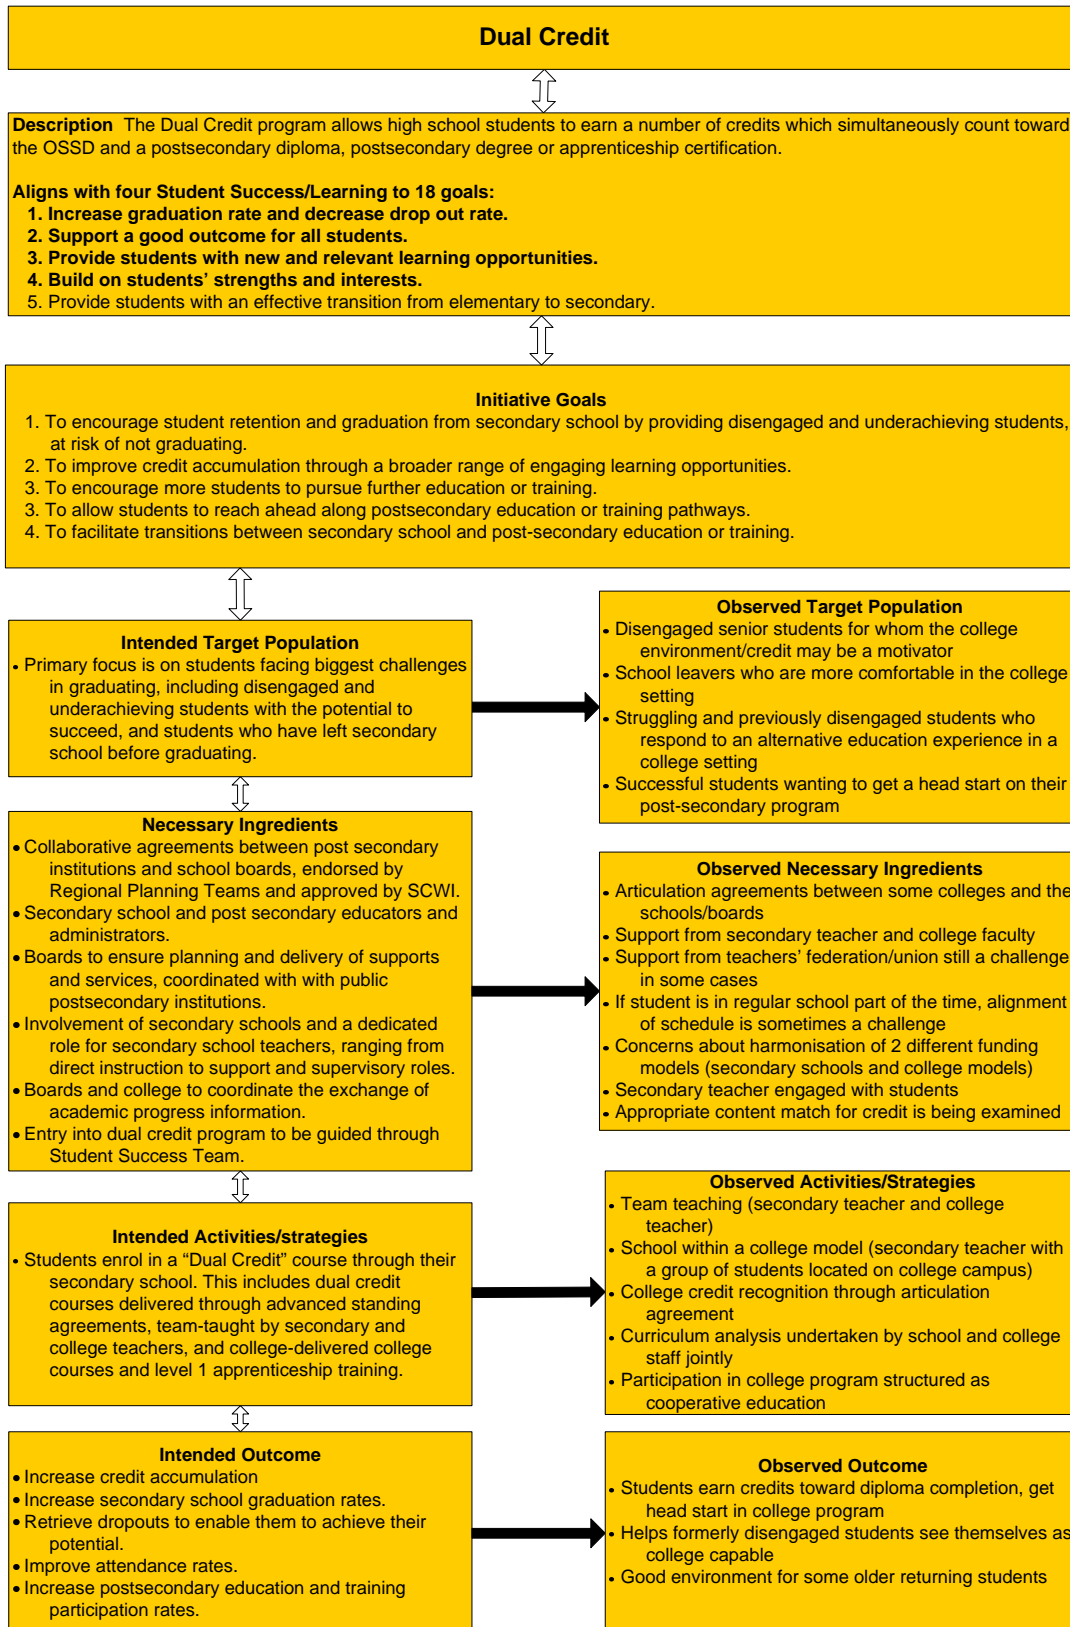 Dual Credit
Description The Dual Credit program allows high school students to earn a number of credits which simultaneously count toward
the OSSD and a postsecondary diploma, postsecondary degree or apprenticeship certification.
Aligns with four Student Success/Learning to 18 goals:
1. Increase graduation rate and decrease drop out rate.
2. Support a good outcome for all students.
3. Provide students with new and relevant learning opportunities.
4. Build on students’ strengths and interests.
5. Provide students with an effective transition from elementary to secondary.
Initiative Goals
1. To encourage student retention and graduation from secondary school by providing disengaged and underachieving students,
at risk of not graduating.
2. To improve credit accumulation through a broader range of engaging learning opportunities.
3. To encourage more students to pursue further education or training.
3. To allow students to reach ahead along postsecondary education or training pathways.
4. To facilitate transitions between secondary school and post-secondary education or training.
Intended Target Population
• Primary focus is on students facing biggest challenges
in graduating, including disengaged and
underachieving students with the potential to
succeed, and students who have left secondary
school before graduating.
Observed Target Population
• Disengaged senior students for whom the college
environment/credit may be a motivator
• School leavers who are more comfortable in the college
setting
• Struggling and previously disengaged students who
respond to an alternative education experience in a
college setting
• Successful students wanting to get a head start on their
post-secondary program
Necessary Ingredients
• Collaborative agreements between post secondary
institutions and school boards, endorsed by
Regional Planning Teams and approved by SCWI.
• Secondary school and post secondary educators and
administrators.
• Boards to ensure planning and delivery of supports
and services, coordinated with with public
postsecondary institutions.
• Involvement of secondary schools and a dedicated
role for secondary school teachers, ranging from
direct instruction to support and supervisory roles.
• Boards and college to coordinate the exchange of
academic progress information.
• Entry into dual credit program to be guided through
Student Success Team.
Observed Necessary Ingredients
• Articulation agreements between some colleges and the
schools/boards
• Support from secondary teacher and college faculty
• Support from teachers’ federation/union still a challenge
in some cases
• If student is in regular school part of the time, alignment
of schedule is sometimes a challenge
• Concerns about harmonisation of 2 different funding
models (secondary schools and college models)
• Secondary teacher engaged with students
• Appropriate content match for credit is being examined
Intended Activities/strategies
• Students enrol in a “Dual Credit” course through their
secondary school. This includes dual credit
courses delivered through advanced standing
agreements, team-taught by secondary and
college teachers, and college-delivered college
courses and level 1 apprenticeship training.
Observed Activities/Strategies
• Team teaching (secondary teacher and college
teacher)
• School within a college model (secondary teacher with
a group of students located on college campus)
• College credit recognition through articulation
agreement
• Curriculum analysis undertaken by school and college
staff jointly
• Participation in college program structured as
cooperative education
Intended Outcome
• Increase credit accumulation
• Increase secondary school graduation rates.
• Retrieve dropouts to enable them to achieve their
potential.
• Improve attendance rates.
• Increase postsecondary education and training
participation rates.
Observed Outcome
• Students earn credits toward diploma completion, get
head start in college program
• Helps formerly disengaged students see themselves as
college capable
• Good environment for some older returning students